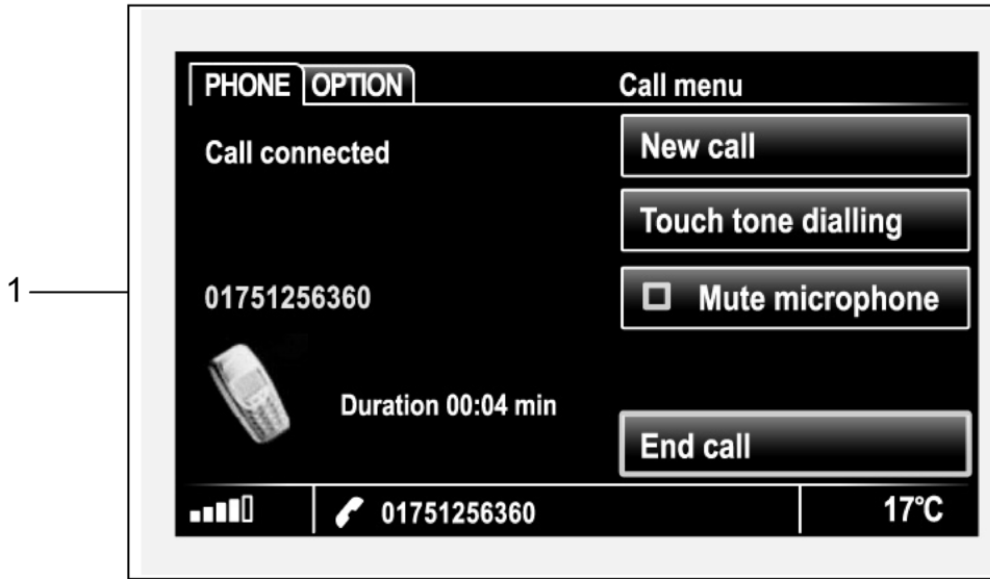 PHONE OPTION Call menu
Call connected
New call
Touch tone dialling
1
01751256360
Mute microphone
Duration 00:04 min
End call
01751256360 17°C